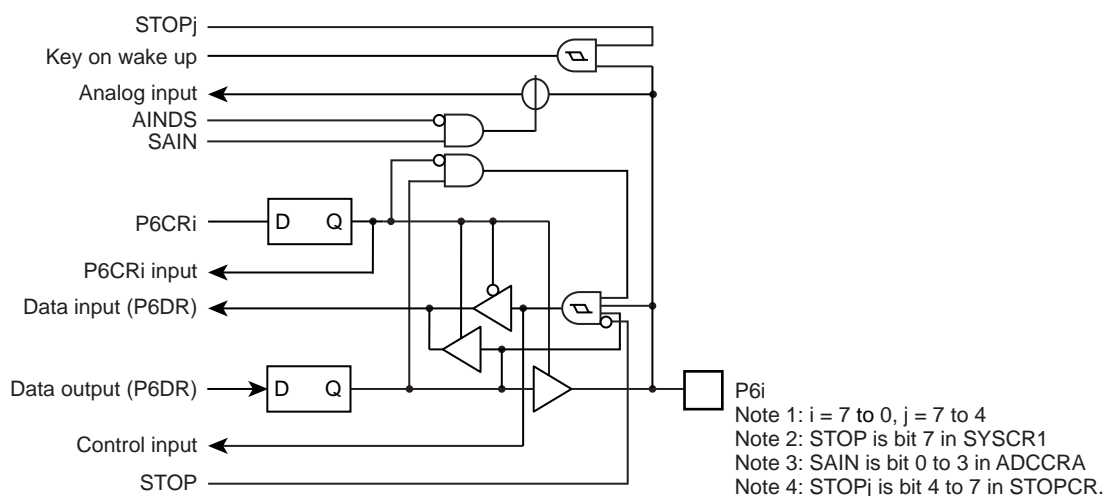 STOPj
Key on wake up
Analog input
AINDS
SAIN
P6CRi
D Q
P6CRi input
Data input (P6DR)
Data output (P6DR)
D Q
Control input
STOP
P6i
Note 1: i = 7 to 0, j = 7 to 4
Note 2: STOP is bit 7 in SYSCR1
Note 3: SAIN is bit 0 to 3 in ADCCRA
Note 4: STOPj is bit 4 to 7 in STOPCR.